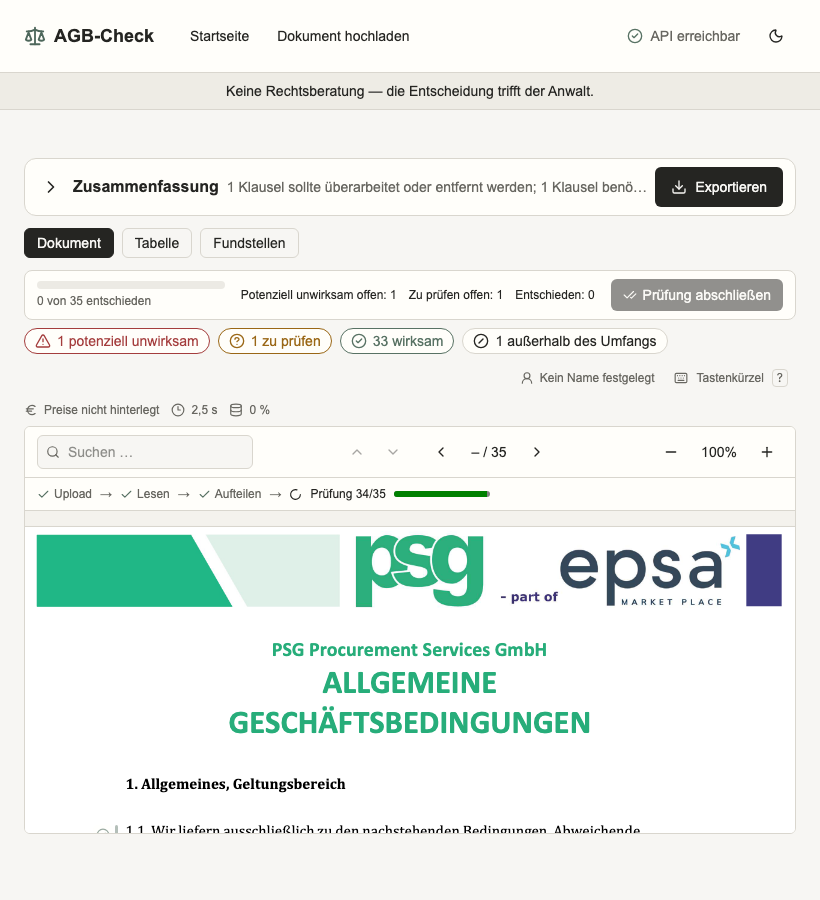 AGB-Check Startseite Dokument hochladen API erreichbar
Keine Rechtsberatung — die Entscheidung trifft der Anwalt.
Zusammenfassung 1 Klausel sollte überarbeitet oder entfernt werden; 1 Klausel benö… Exportieren
Dokument Tabelle Fundstellen
0 von 35 entschieden Potenziell unwirksam offen: 1 Zu prüfen offen: 1 Entschieden: 0 Prüfung abschließen
1 potenziell unwirksam 1 zu prüfen 33 wirksam 1 außerhalb des Umfangs
Kein Name festgelegt Tastenkürzel ?
Preise nicht hinterlegt 2,5 s 0 %
Suchen … – / 35 100%
Upload → Lesen → Aufteilen → Prüfung 34/35
psg - part of epsa
MARKET PLACE
PSG Procurement Services GmbH
ALLGEMEINE
GESCHÄFTSBEDINGUNGEN
1. Allgemeines, Geltungsbereich
1.1. Wir liefern ausschließlich zu den nachstehenden Bedingungen. Abweichende